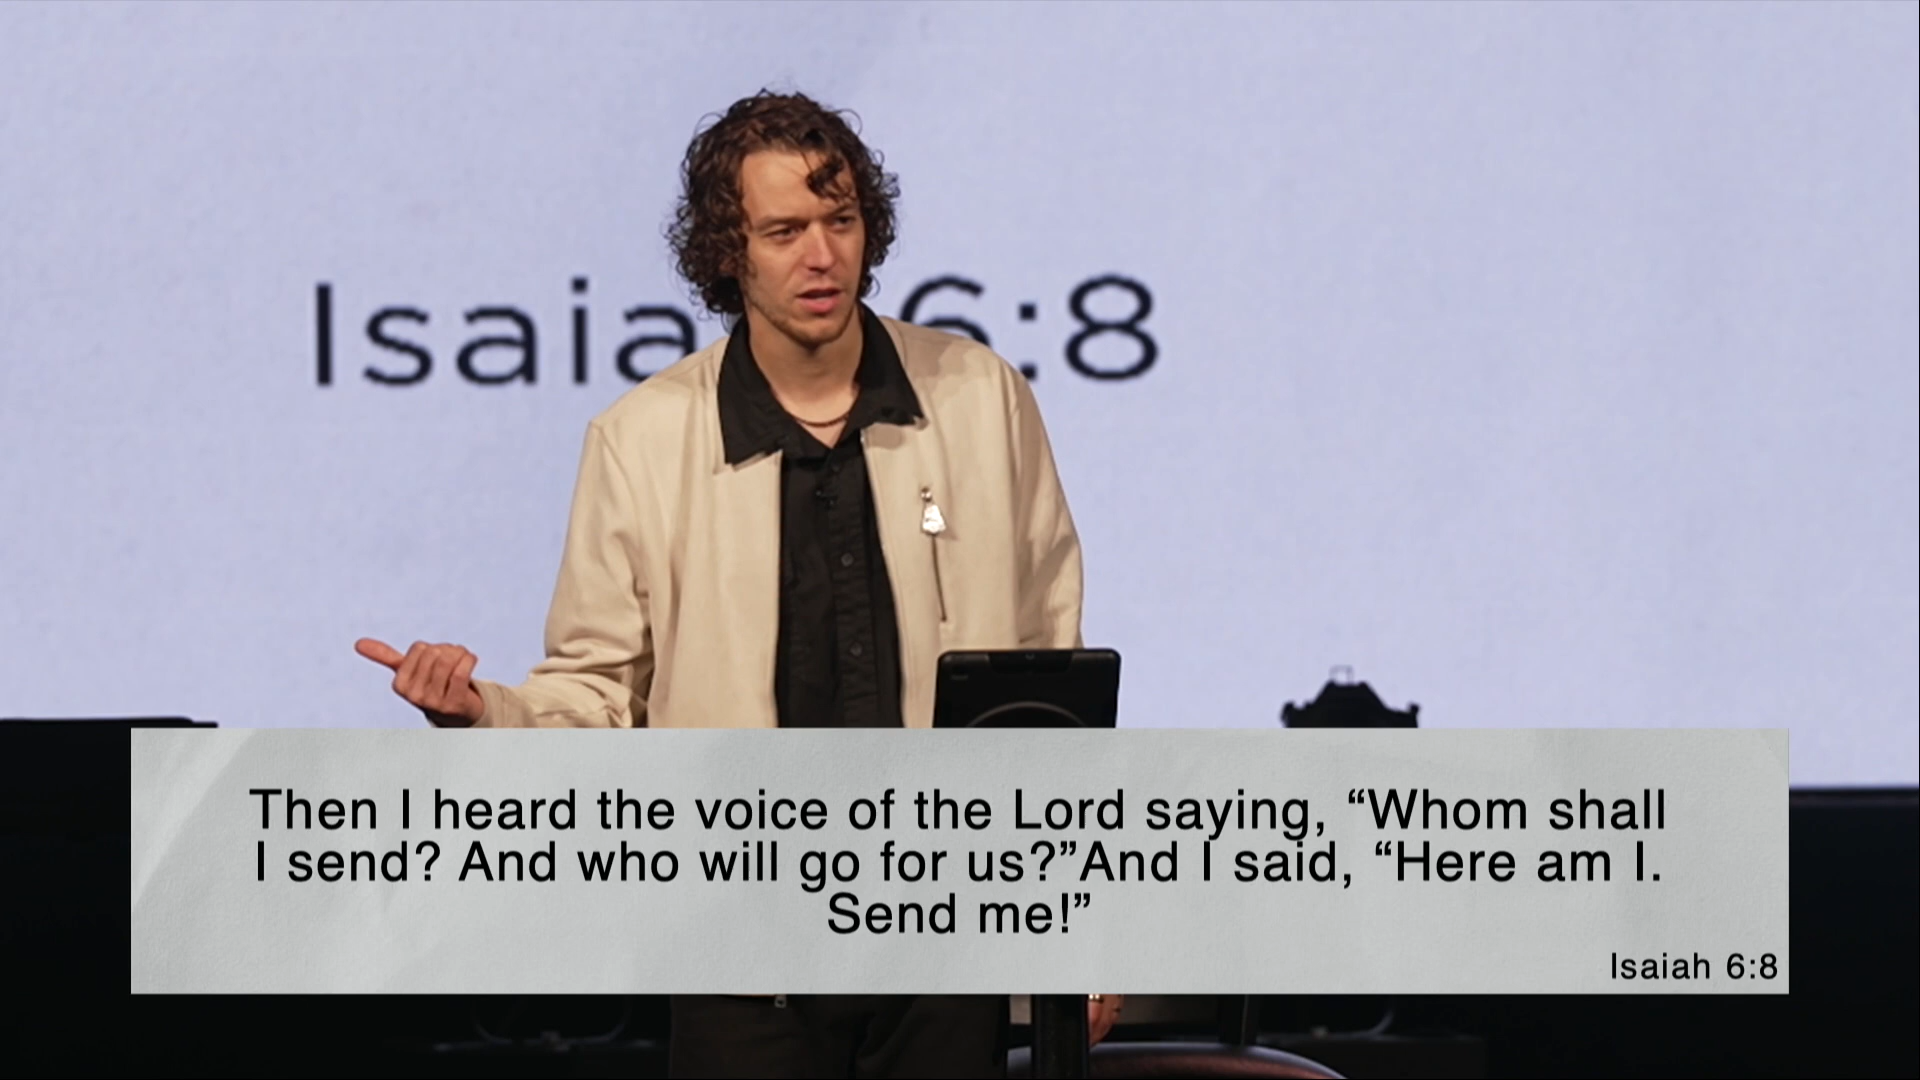 Isaia 6:8
Then I heard the voice of the Lord saying, “Whom shall
I send? And who will go for us?”And I said, “Here am I.
Send me!”
Isaiah 6:8